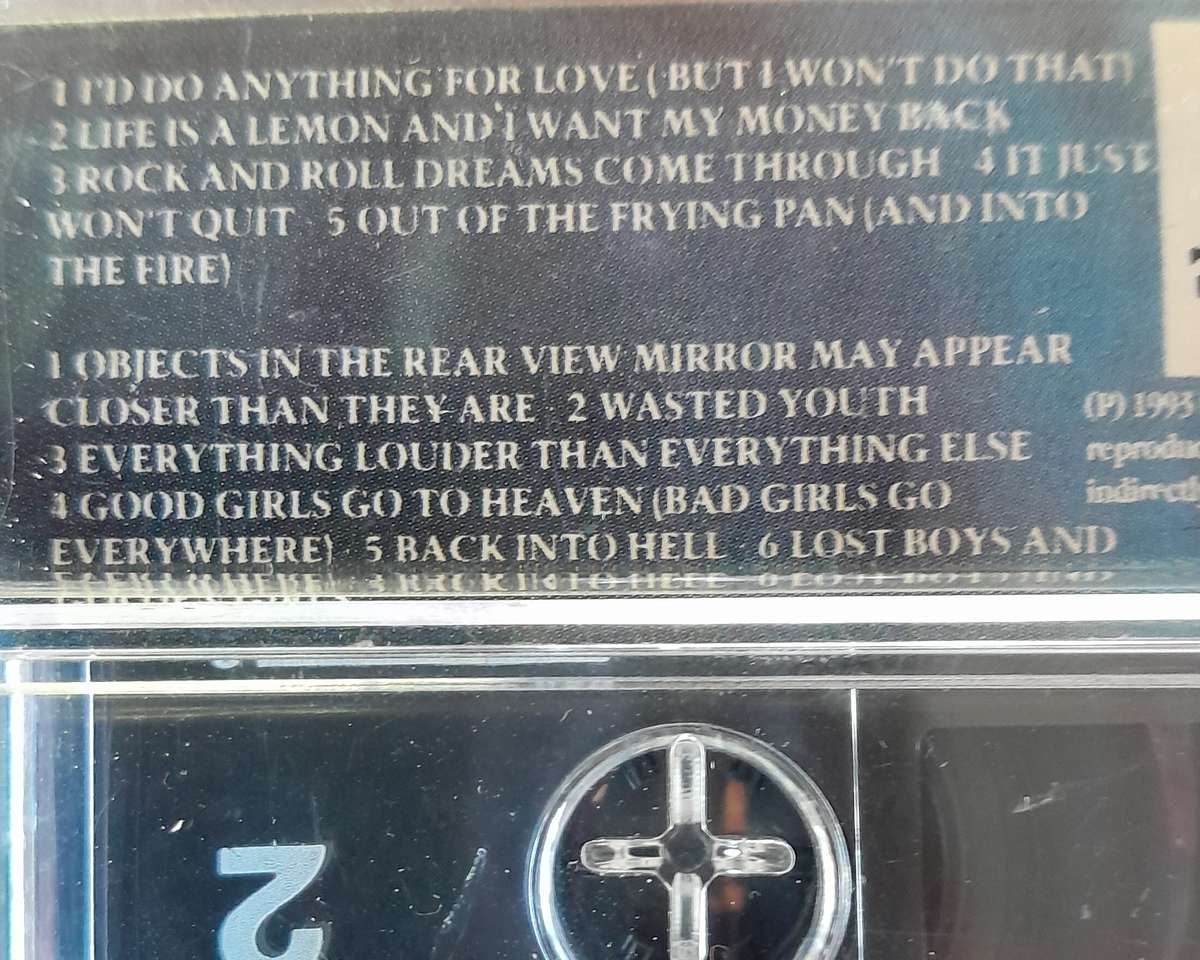 1 I'D DO ANYTHING FOR LOVE (BUT I WON'T DO THAT)
2 LIFE IS A LEMON AND I WANT MY MONEY BACK
3 ROCK AND ROLL DREAMS COME THROUGH 4 IT JUST
WON'T QUIT 5 OUT OF THE FRYING PAN (AND INTO
THE FIRE)
1 OBJECTS IN THE REAR VIEW MIRROR MAY APPEAR
CLOSER THAN THEY ARE 2 WASTED YOUTH
3 EVERYTHING LOUDER THAN EVERYTHING ELSE
4 GOOD GIRLS GO TO HEAVEN (BAD GIRLS GO
EVERYWHERE) 5 BACK INTO HELL 6 LOST BOYS AND
(P) 1993
2